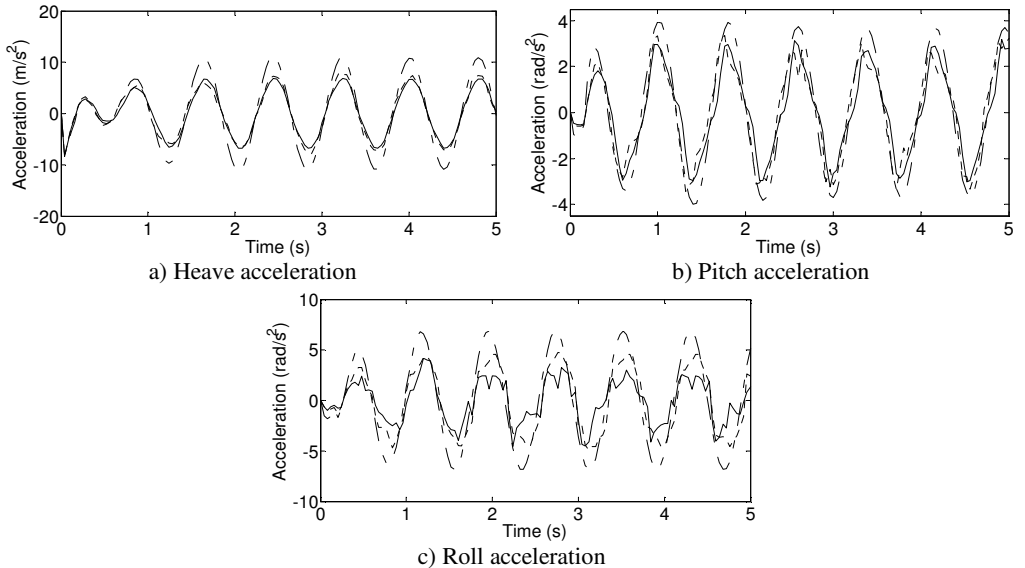 Acceleration (m/s²)
20
10
0
-10
-20
0 1 2 3 4 5
Time (s)
a) Heave acceleration
Acceleration (rad/s²)
4
2
0
-2
-4
0 1 2 3 4 5
Time (s)
b) Pitch acceleration
Acceleration (rad/s²)
10
5
0
-5
-10
0 1 2 3 4 5
Time (s)
c) Roll acceleration